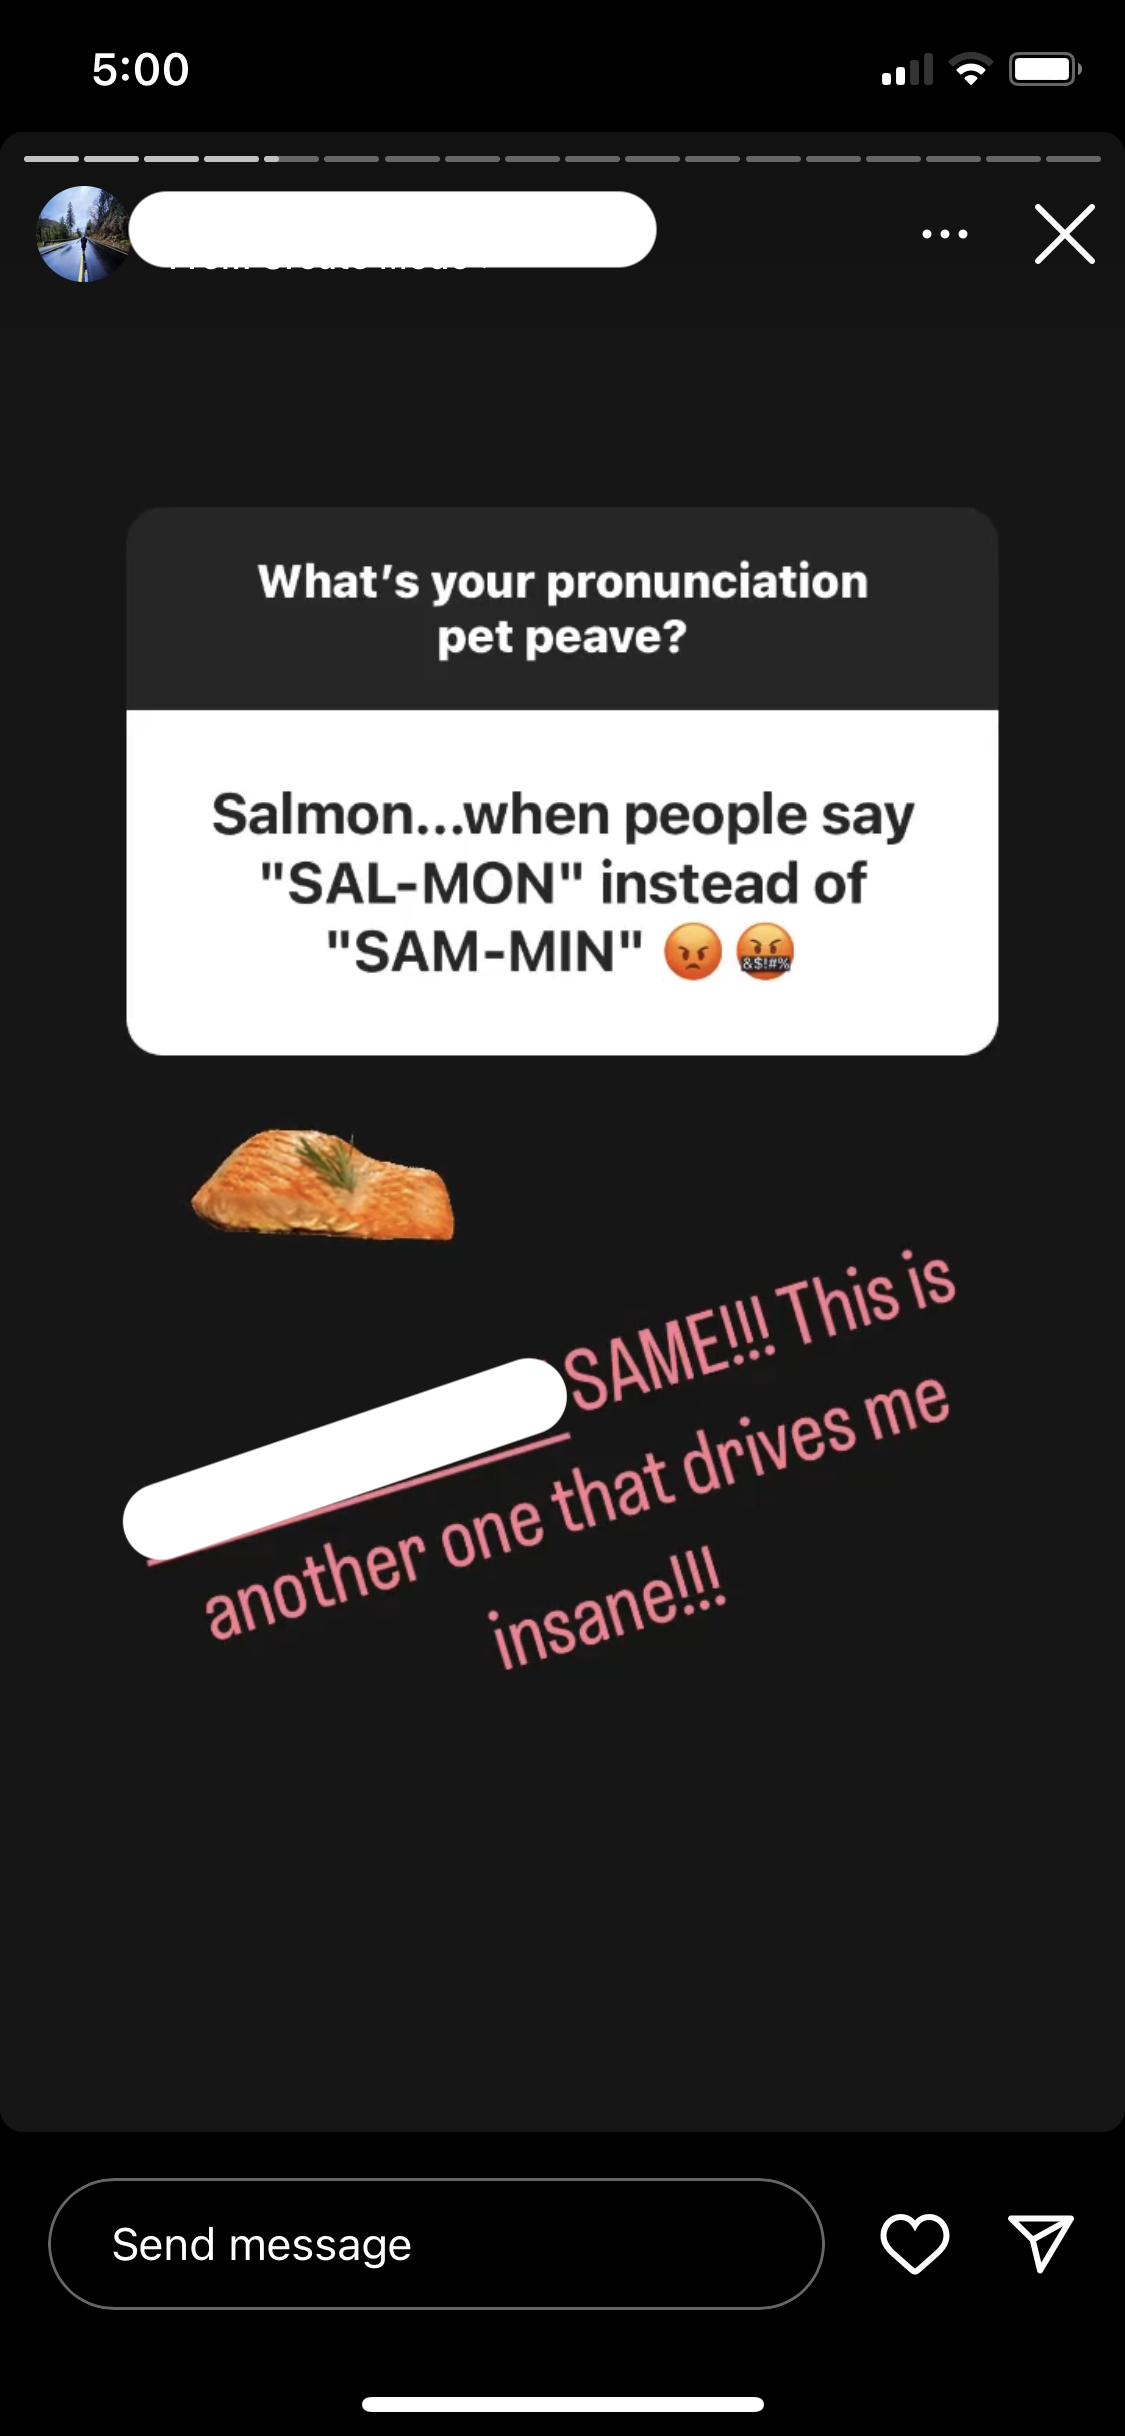 5:00
What's your pronunciation
pet peave?
Salmon...when people say
"SAL-MON" instead of
"SAM-MIN" 😡 🤬
SAME!!! This is
another one that drives me
insane!!!
Send message